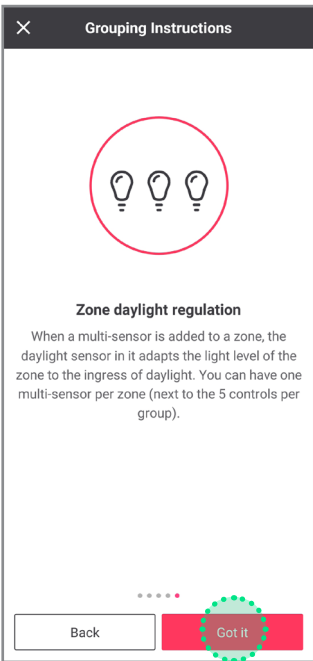 Grouping Instructions
Zone daylight regulation
When a multi-sensor is added to a zone, the
daylight sensor in it adapts the light level of the
zone to the ingress of daylight. You can have one
multi-sensor per zone (next to the 5 controls per
group).
Back
Got it